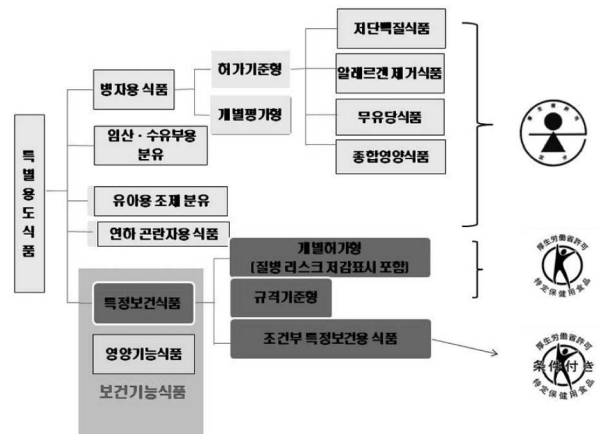 저단백질식품
허가기준형
병자용 식품
알레르겐 제거식품
개별평가형
무유당식품
임산·수유부용
분유
종합영양식품
특별용도식품
유아용 조제 분유
연하 곤란자용 식품
개별허가형
(질병 리스크 저감표시 포함)
특정보건식품
규격기준형
조건부 특정보건용 식품
영양기능식품
보건기능식품
厚生労働省許可
特定保健用食品
厚生労働省許可
条件付き
特定保健用食品